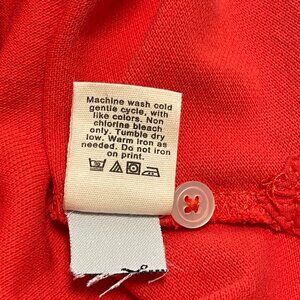 Machine wash cold
gentle cycle, with
like colors. Non
chlorine bleach
only. Tumble dry
low. Warm iron as
needed. Do not iron
on print.